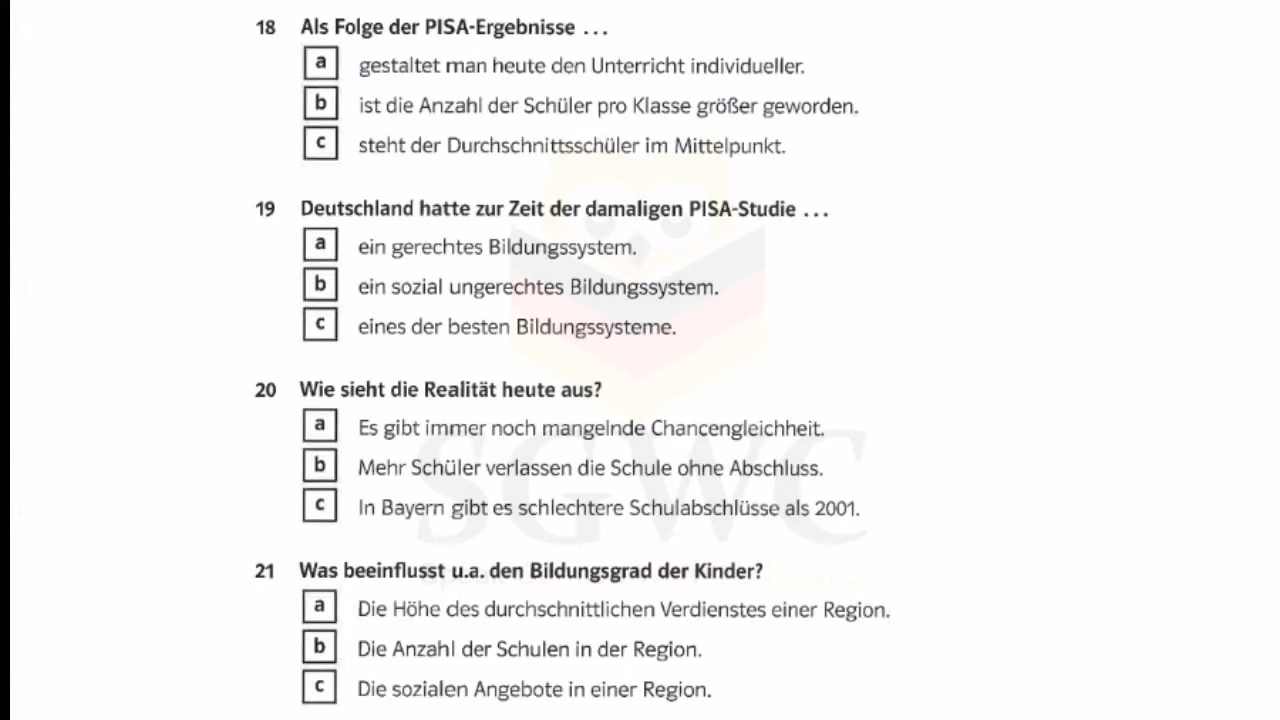 18 Als Folge der PISA-Ergebnisse ...
a gestaltet man heute den Unterricht individueller.
b ist die Anzahl der Schüler pro Klasse größer geworden.
c steht der Durchschnittsschüler im Mittelpunkt.
19 Deutschland hatte zur Zeit der damaligen PISA-Studie ...
a ein gerechtes Bildungssystem.
b ein sozial ungerechtes Bildungssystem.
c eines der besten Bildungssysteme.
20 Wie sieht die Realität heute aus?
a Es gibt immer noch mangelnde Chancengleichheit.
b Mehr Schüler verlassen die Schule ohne Abschluss.
c In Bayern gibt es schlechtere Schulabschlüsse als 2001.
SGWC
21 Was beeinflusst u.a. den Bildungsgrad der Kinder?
a Die Höhe des durchschnittlichen Verdienstes einer Region.
b Die Anzahl der Schulen in der Region.
c Die sozialen Angebote in einer Region.